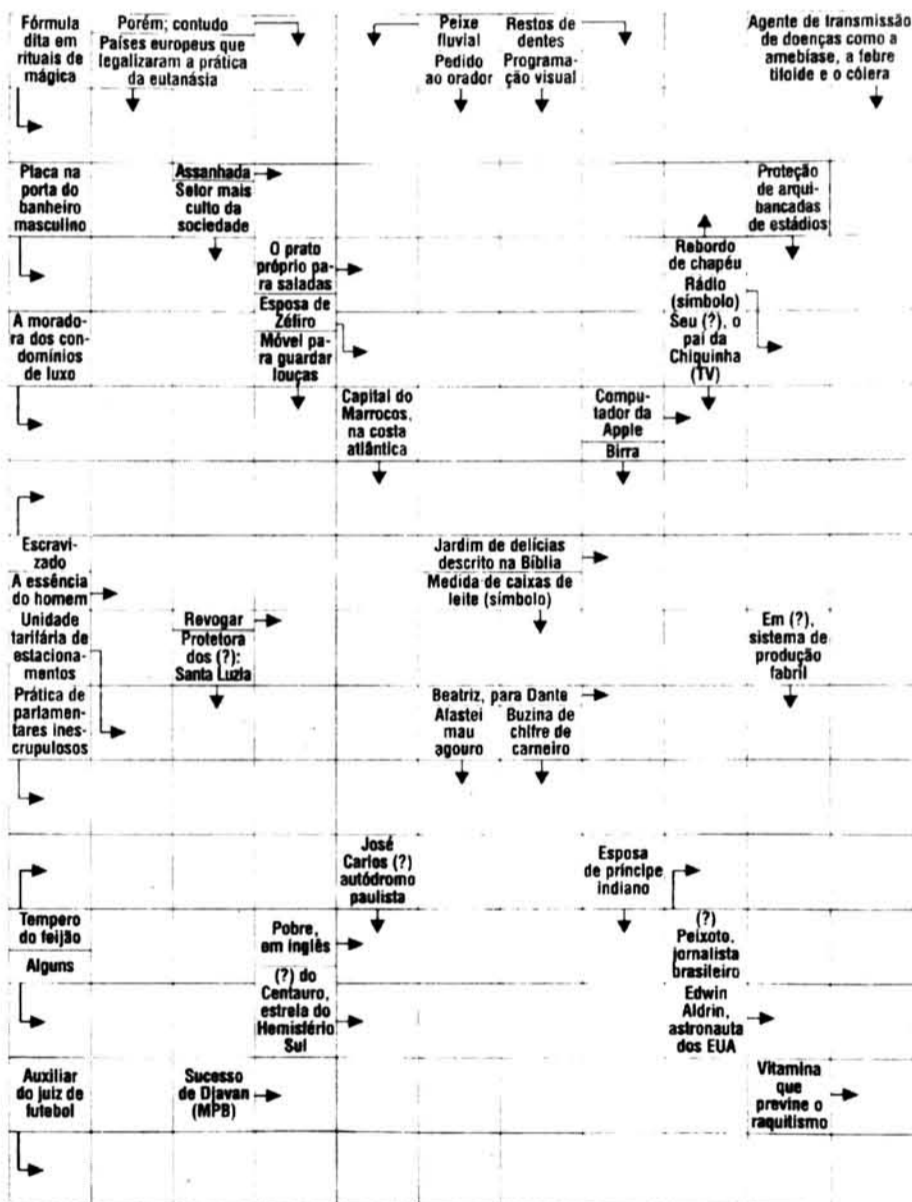 Fórmula
dita em
rituais de
mágica
Porém; contudo
Países europeus que
legalizaram a prática
da eutanásia
Peixe
fluvial
Pedido
ao orador
Restos de
dentes
Programa-
ção visual
Agente de transmissão
de doenças como a
amebíase, a febre
tifoide e o cólera
Placa na
porta do
banheiro
masculino
Assanhada
Setor mais
culto da
sociedade
Proteção
de arqui-
bancadas
de estádios
O prato
próprio pa-
ra saladas
Esposa de
Zéfiro
Móvel pa-
ra guardar
louças
Rebordo
de chapéu
Rádio
(símbolo)
Seu (?), o
pai da
Chiquinha
(TV)
A morado-
ra dos con-
domínios
de luxo
Capital do
Marrocos,
na costa
atlântica
Compu-
tador da
Apple
Birra
Escravi-
zado
A essência
do homem
Unidade
tarifária de
estaciona-
mentos
Prática de
parlamen-
tares ines-
crupulosos
Jardim de delícias
descrito na Bíblia
Medida de caixas de
leite (símbolo)
Revogar
Protetora
dos (?):
Santa Luzia
Em (?),
sistema de
produção
fabril
Beatriz, para Dante
Afastei
mau
agouro
Buzina de
chifre de
carneiro
José
Carlos (?)
autódromo
paulista
Esposa
de príncipe
indiano
Tempero
do feijão
Alguns
Pobre,
em inglês
(?) do
Centauro,
estrela do
Hemisfério
Sul
(?)
Peixoto,
jornalista
brasileiro
Edwin
Aldrin,
astronauta
dos EUA
Auxiliar
do juiz de
futebol
Sucesso
de Djavan
(MPB)
Vitamina
que
previne o
raquitismo